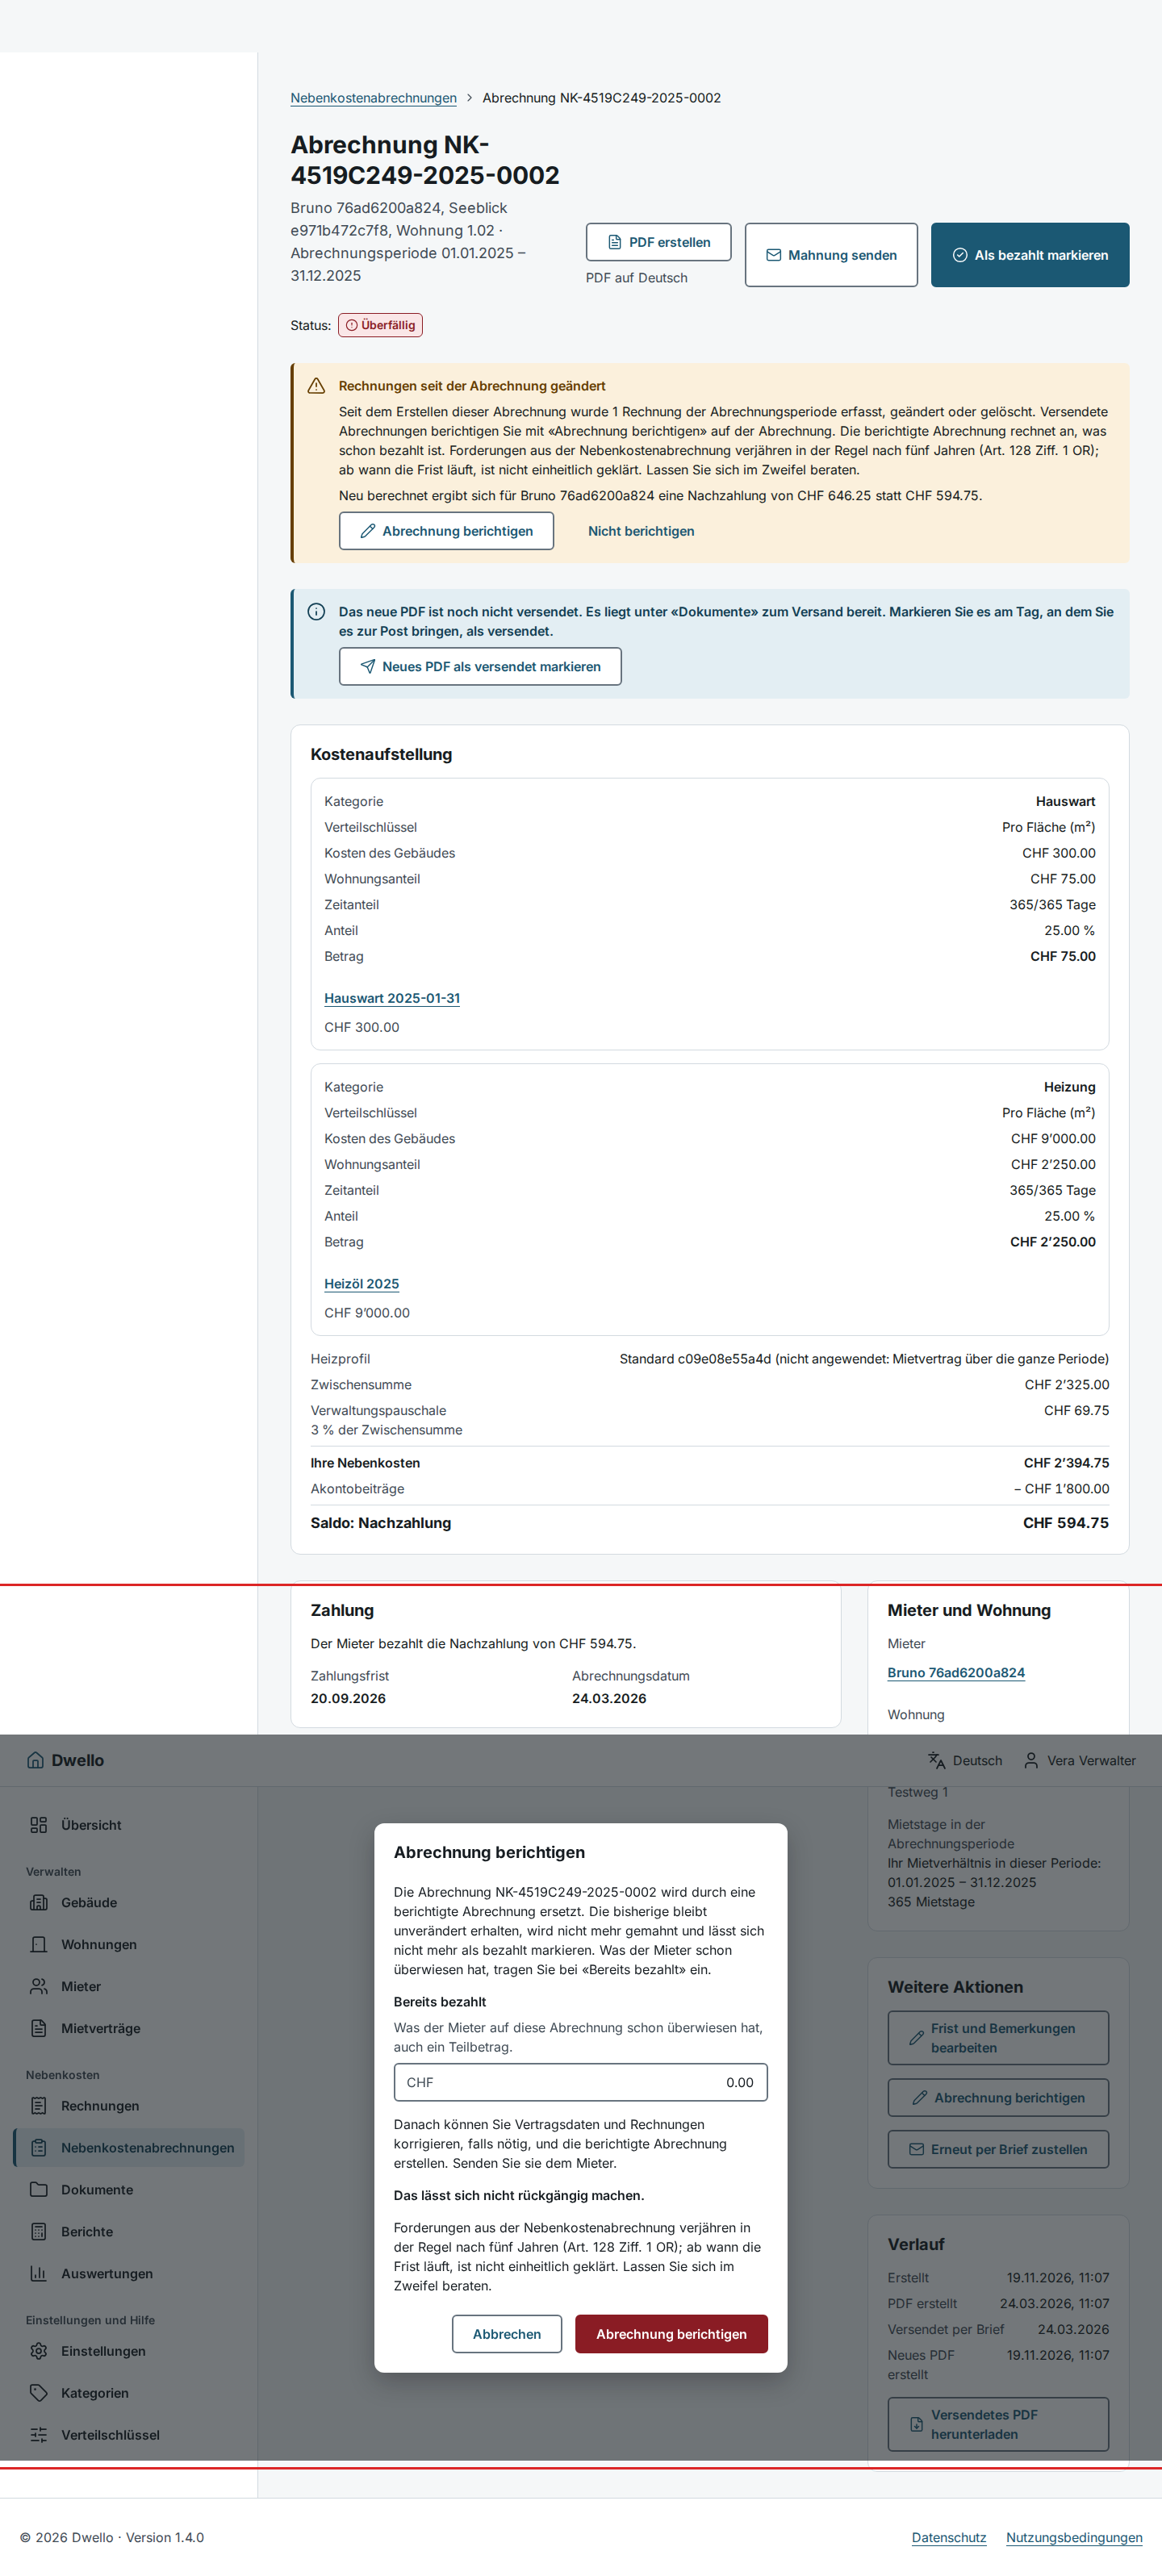 Nebenkostenabrechnungen > Abrechnung NK-4519C249-2025-0002
Abrechnung NK-
4519C249-2025-0002
Bruno 76ad6200a824, Seeblick
e971b472c7f8, Wohnung 1.02 ·
Abrechnungsperiode 01.01.2025 –
31.12.2025
PDF erstellen
PDF auf Deutsch
Mahnung senden
Als bezahlt markieren
Status: Überfällig
Rechnungen seit der Abrechnung geändert
Seit dem Erstellen dieser Abrechnung wurde 1 Rechnung der Abrechnungsperiode erfasst, geändert oder gelöscht. Versendete
Abrechnungen berichtigen Sie mit «Abrechnung berichtigen» auf der Abrechnung. Die berichtigte Abrechnung rechnet an, was
schon bezahlt ist. Forderungen aus der Nebenkostenabrechnung verjähren in der Regel nach fünf Jahren (Art. 128 Ziff. 1 OR);
ab wann die Frist läuft, ist nicht einheitlich geklärt. Lassen Sie sich im Zweifel beraten.
Neu berechnet ergibt sich für Bruno 76ad6200a824 eine Nachzahlung von CHF 646.25 statt CHF 594.75.
Abrechnung berichtigen
Nicht berichtigen
Das neue PDF ist noch nicht versendet. Es liegt unter «Dokumente» zum Versand bereit. Markieren Sie es am Tag, an dem Sie
es zur Post bringen, als versendet.
Neues PDF als versendet markieren
Kostenaufstellung
Kategorie Hauswart
Verteilschlüssel Pro Fläche (m²)
Kosten des Gebäudes CHF 300.00
Wohnungsanteil CHF 75.00
Zeitanteil 365/365 Tage
Anteil 25.00 %
Betrag CHF 75.00
Hauswart 2025-01-31
CHF 300.00
Kategorie Heizung
Verteilschlüssel Pro Fläche (m²)
Kosten des Gebäudes CHF 9’000.00
Wohnungsanteil CHF 2’250.00
Zeitanteil 365/365 Tage
Anteil 25.00 %
Betrag CHF 2’250.00
Heizöl 2025
CHF 9’000.00
Heizprofil Standard c09e08e55a4d (nicht angewendet: Mietvertrag über die ganze Periode)
Zwischensumme CHF 2’325.00
Verwaltungspauschale CHF 69.75
3 % der Zwischensumme
Ihre Nebenkosten CHF 2’394.75
Akontobeiträge – CHF 1’800.00
Saldo: Nachzahlung CHF 594.75
Zahlung
Der Mieter bezahlt die Nachzahlung von CHF 594.75.
Zahlungsfrist Abrechnungsdatum
20.09.2026 24.03.2026
Mieter und Wohnung
Mieter
Bruno 76ad6200a824
Wohnung
Dwello
Deutsch
Vera Verwalter
Übersicht
Verwalten
Gebäude
Wohnungen
Mieter
Mietverträge
Nebenkosten
Rechnungen
Nebenkostenabrechnungen
Dokumente
Berichte
Auswertungen
Einstellungen und Hilfe
Einstellungen
Kategorien
Verteilschlüssel
Abrechnung berichtigen
Die Abrechnung NK-4519C249-2025-0002 wird durch eine
berichtigte Abrechnung ersetzt. Die bisherige bleibt
unverändert erhalten, wird nicht mehr gemahnt und lässt sich
nicht mehr als bezahlt markieren. Was der Mieter schon
überwiesen hat, tragen Sie bei «Bereits bezahlt» ein.
Bereits bezahlt
Was der Mieter auf diese Abrechnung schon überwiesen hat,
auch ein Teilbetrag.
CHF 0.00
Danach können Sie Vertragsdaten und Rechnungen
korrigieren, falls nötig, und die berichtigte Abrechnung
erstellen. Senden Sie sie dem Mieter.
Das lässt sich nicht rückgängig machen.
Forderungen aus der Nebenkostenabrechnung verjähren in
der Regel nach fünf Jahren (Art. 128 Ziff. 1 OR); ab wann die
Frist läuft, ist nicht einheitlich geklärt. Lassen Sie sich im
Zweifel beraten.
Abbrechen
Abrechnung berichtigen
Testweg 1
Mietstage in der
Abrechnungsperiode
Ihr Mietverhältnis in dieser Periode:
01.01.2025 – 31.12.2025
365 Mietstage
Weitere Aktionen
Frist und Bemerkungen
bearbeiten
Abrechnung berichtigen
Erneut per Brief zustellen
Verlauf
Erstellt 19.11.2026, 11:07
PDF erstellt 24.03.2026, 11:07
Versendet per Brief 24.03.2026
Neues PDF 19.11.2026, 11:07
erstellt
Versendetes PDF
herunterladen
© 2026 Dwello · Version 1.4.0
Datenschutz
Nutzungsbedingungen